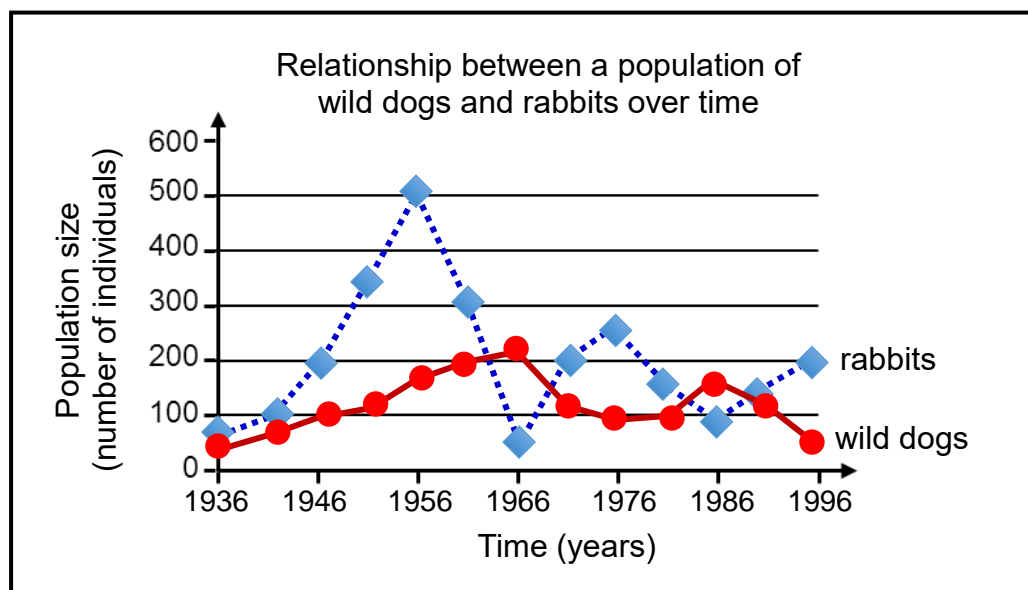 Relationship between a population of
wild dogs and rabbits over time
Population size
(number of individuals)
600
500
400
300
200
100
0
rabbits
wild dogs
1936 1946 1956 1966 1976 1986 1996
Time (years)